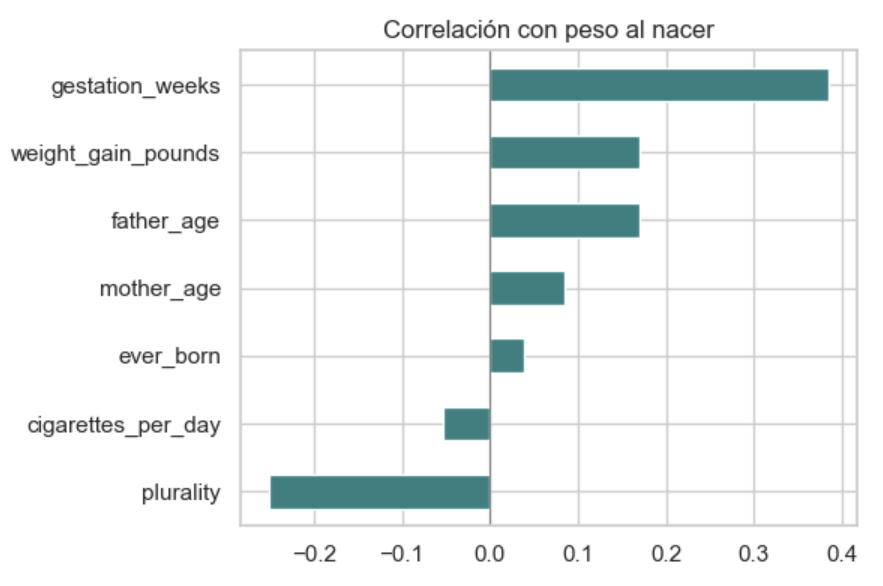 Correlación con peso al nacer
gestation_weeks
weight_gain_pounds
father_age
mother_age
ever_born
cigarettes_per_day
plurality
−0.2 −0.1 0.0 0.1 0.2 0.3 0.4